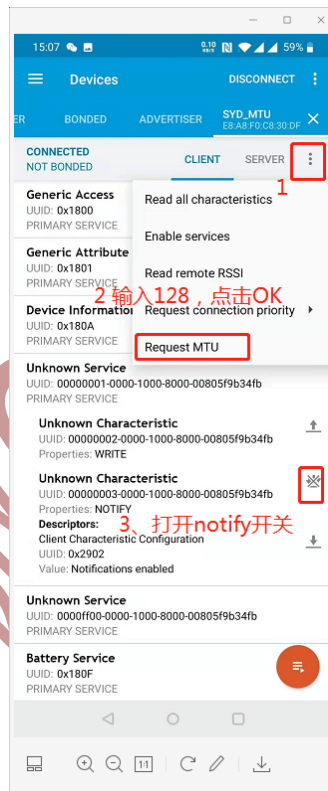 15:07
0.10
KB/S
59%
Devices
DISCONNECT
ER
BONDED
ADVERTISER
SYD_MTU
E8:A8:F0:C8:30:DF
CONNECTED
NOT BONDED
CLIENT
SERVER
1
Generic Access
UUID: 0x1800
PRIMARY SERVICE
Read all characteristics
Enable services
Generic Attribute
UUID: 0x1801
PRIMARY SERVICE
Read remote RSSI
2 输入128，点击OK
Device Information
UUID: 0x180A
PRIMARY SERVICE
Request connection priority
Request MTU
Unknown Service
UUID: 00000001-0000-1000-8000-00805f9b34fb
PRIMARY SERVICE
Unknown Characteristic
UUID: 00000002-0000-1000-8000-00805f9b34fb
Properties: WRITE
Unknown Characteristic
UUID: 00000003-0000-1000-8000-00805f9b34fb
Properties: NOTIFY
3、打开notify开关
Descriptors:
Client Characteristic Configuration
UUID: 0x2902
Value: Notifications enabled
Unknown Service
UUID: 0000ff00-0000-1000-8000-00805f9b34fb
PRIMARY SERVICE
Battery Service
UUID: 0x180F
PRIMARY SERVICE
1:1